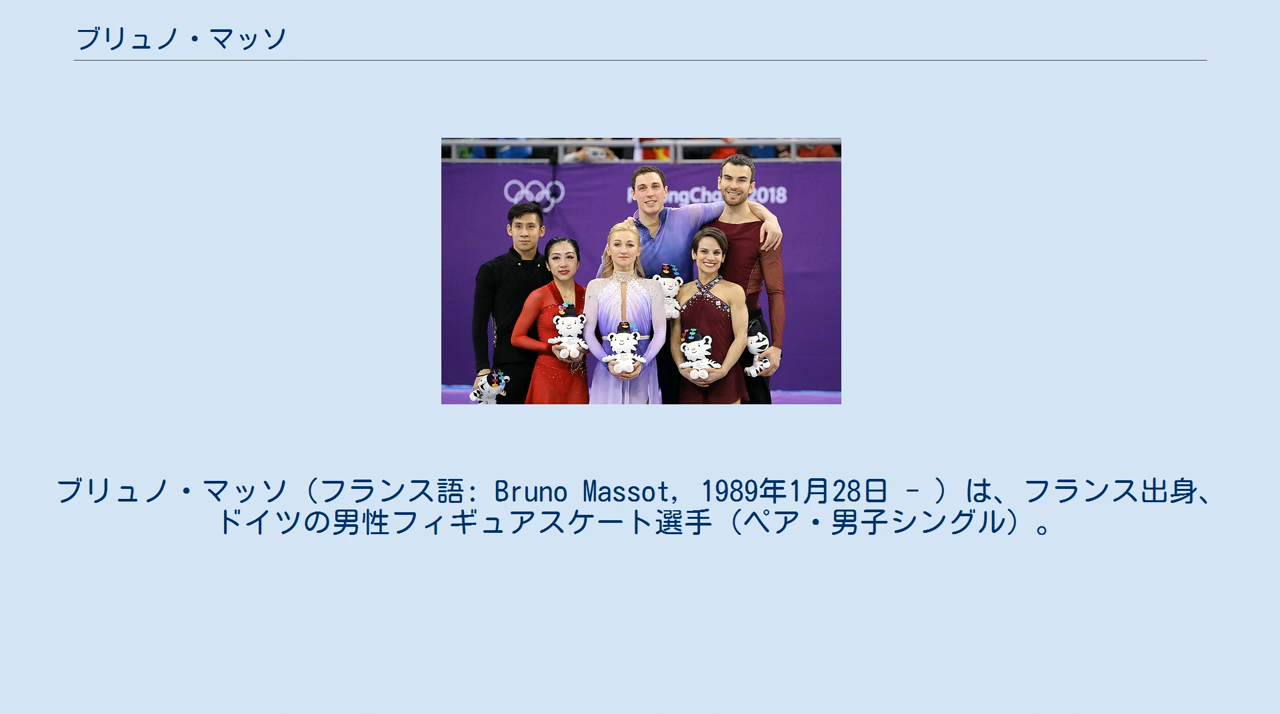 ブリュノ・マッソ
2018
ブリュノ・マッソ（フランス語: Bruno Massot, 1989年1月28日 - ）は、フランス出身、
ドイツの男性フィギュアスケート選手（ペア・男子シングル）。